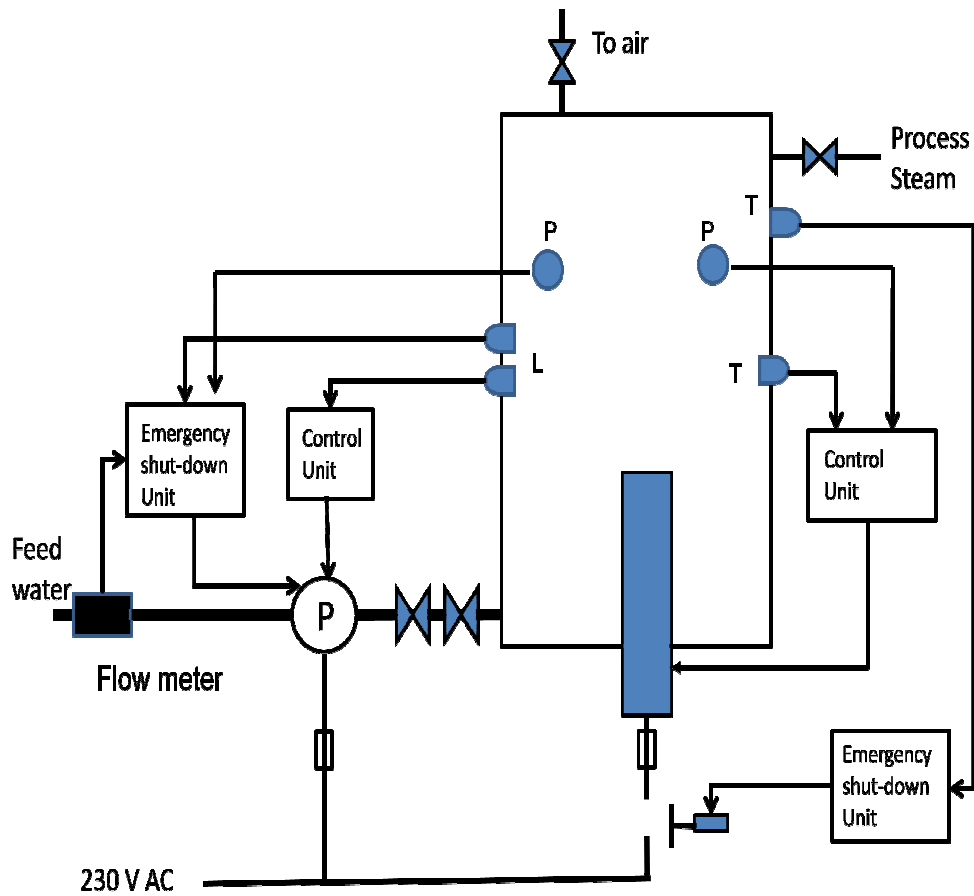 To air
Process
Steam
T
P
P
L
T
Emergency
shut-down
Unit
Control
Unit
Control
Unit
Feed
water
P
Flow meter
Emergency
shut-down
Unit
230 V AC